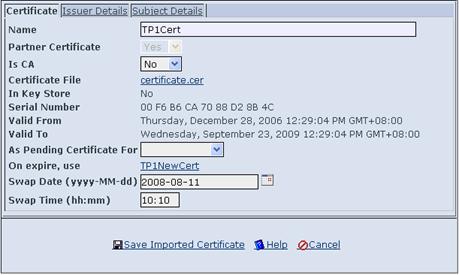 Certificate Issuer Details Subject Details
Name TP1Cert
Partner Certificate Yes
Is CA No
Certificate File certificate.cer
In Key Store No
Serial Number 00 F6 B6 CA 70 88 D2 8B 4C
Valid From Thursday, December 28, 2006 12:29:04 PM GMT+08:00
Valid To Wednesday, September 23, 2009 12:29:04 PM GMT+08:00
As Pending Certificate For
On expire, use TP1NewCert
Swap Date (yyyy-MM-dd) 2008-08-11
Swap Time (hh:mm) 10:10
Save Imported Certificate Help Cancel